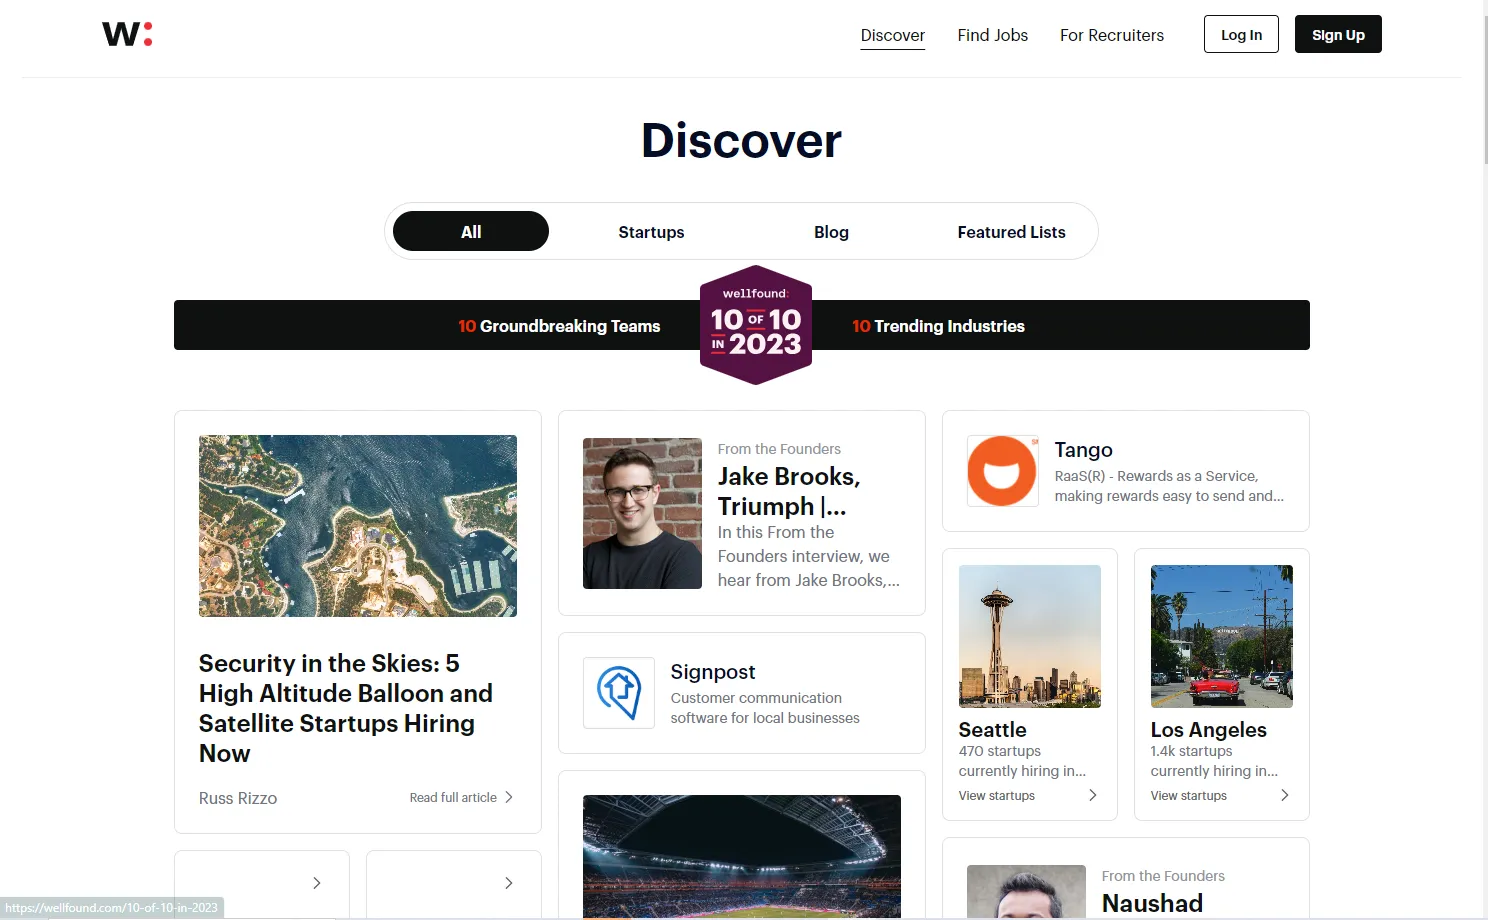 W:
Discover
Find Jobs
For Recruiters
Log In
Sign Up
Discover
All
Startups
Blog
Featured Lists
10 Groundbreaking Teams
wellfound:
10 OF 10
IN 2023
10 Trending Industries
Security in the Skies: 5
High Altitude Balloon and
Satellite Startups Hiring
Now
Russ Rizzo
Read full article
From the Founders
Jake Brooks,
Triumph |...
In this From the
Founders interview, we
hear from Jake Brooks,...
Signpost
Customer communication
software for local businesses
Tango
RaaS(R) - Rewards as a Service,
making rewards easy to send and...
Seattle
470 startups
currently hiring in...
View startups
Los Angeles
1.4k startups
currently hiring in...
View startups
From the Founders
Naushad
https://wellfound.com/10-of-10-in-2023